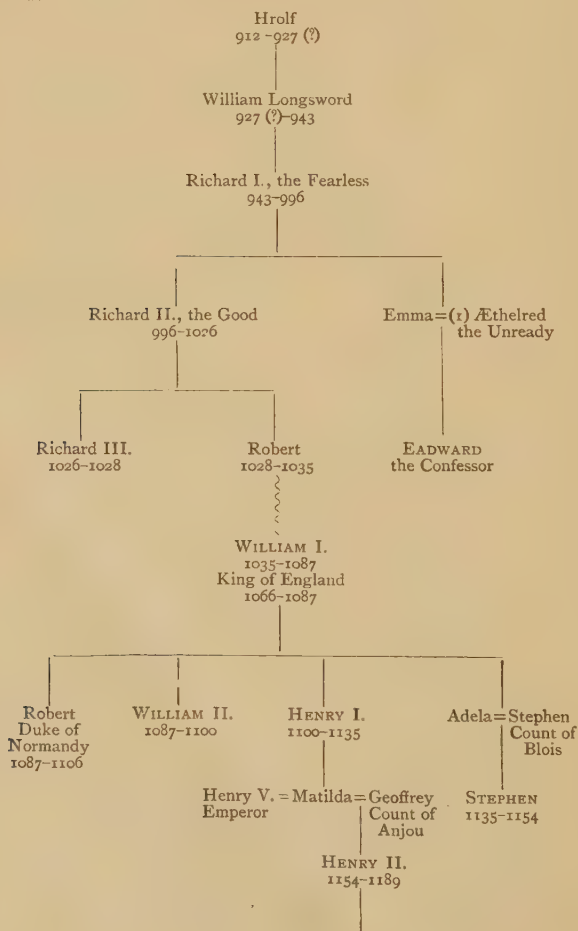 Hrolf
912-927 (?)
William Longsword
927 (?)-943
Richard I., the Fearless
943-996
Richard II., the Good
996-1026
Emma=(1) Æthelred
the Unready
Richard III.
1026-1028
Robert
1028-1035
EADWARD
the Confessor
WILLIAM I.
1035-1087
King of England
1066-1087
Robert
Duke of
Normandy
1087-1106
WILLIAM II.
1087-1100
HENRY I.
1100-1135
Adela=Stephen
Count of
Blois
Henry V. = Matilda = Geoffrey
Emperor
Count of
Anjou
STEPHEN
1135-1154
HENRY II.
1154-1189